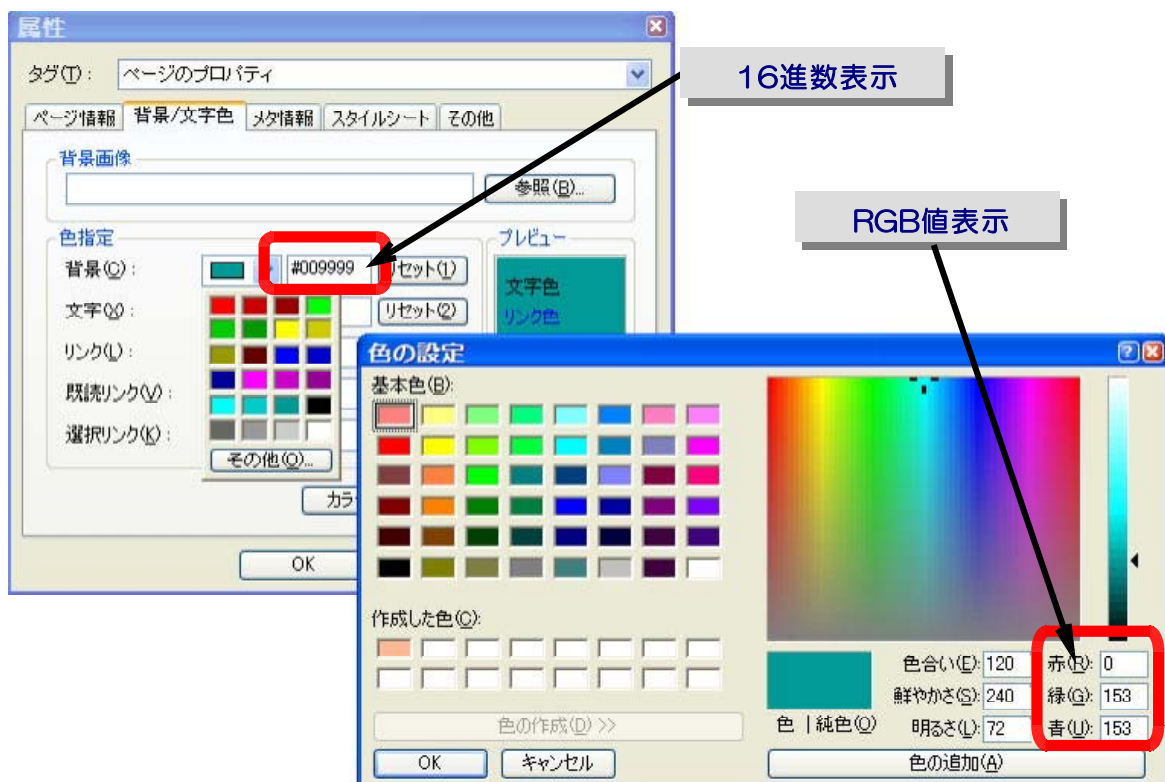 属性
タグ(T): ページのプロパティ
16進数表示
ページ情報 背景/文字色 メタ情報 スタイルシート その他
背景画像
参照(B)...
RGB値表示
色指定
プレビュー
背景(C): #009999 リセット(1)
文字色
文字(X): リセット(2)
リンク色
リンク(L):
既読リンク(V):
選択リンク(K):
その他(O)...
カラ
OK
色の設定
基本色(B):
作成した色(C):
色の作成(D) >>
OK キャンセル
色 | 純色(O)
色合い(E): 120 赤(R): 0
鮮やかさ(S): 240 緑(G): 153
明るさ(L): 72 青(U): 153
色の追加(A)